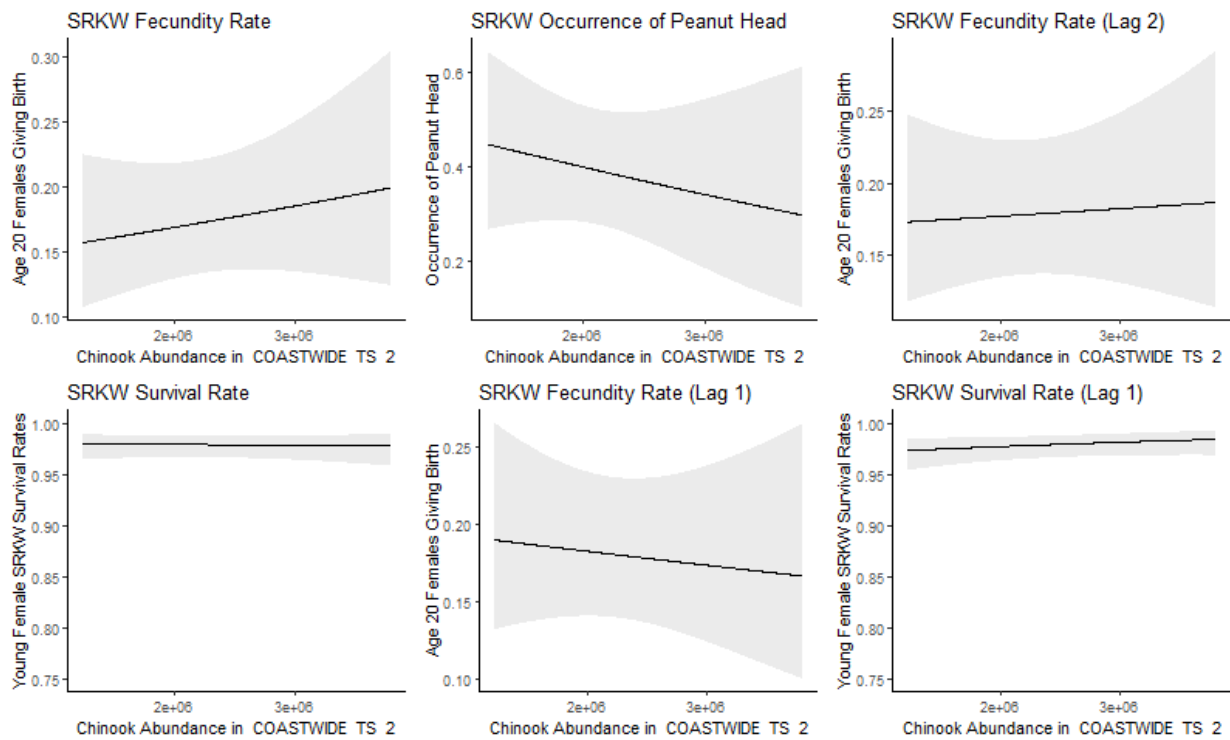 SRKW Fecundity Rate
Age 20 Females Giving Birth
0.30
0.25
0.20
0.15
0.10
2e+06 3e+06
Chinook Abundance in COASTWIDE TS 2
SRKW Occurrence of Peanut Head
Occurrence of Peanut Head
0.6
0.4
0.2
2e+06 3e+06
Chinook Abundance in COASTWIDE TS 2
SRKW Fecundity Rate (Lag 2)
Age 20 Females Giving Birth
0.25
0.20
0.15
2e+06 3e+06
Chinook Abundance in COASTWIDE TS 2
SRKW Survival Rate
Young Female SRKW Survival Rates
1.00
0.95
0.90
0.85
0.80
0.75
2e+06 3e+06
Chinook Abundance in COASTWIDE TS 2
SRKW Fecundity Rate (Lag 1)
Age 20 Females Giving Birth
0.25
0.20
0.15
0.10
2e+06 3e+06
Chinook Abundance in COASTWIDE TS 2
SRKW Survival Rate (Lag 1)
Young Female SRKW Survival Rates
1.00
0.95
0.90
0.85
0.80
0.75
2e+06 3e+06
Chinook Abundance in COASTWIDE TS 2